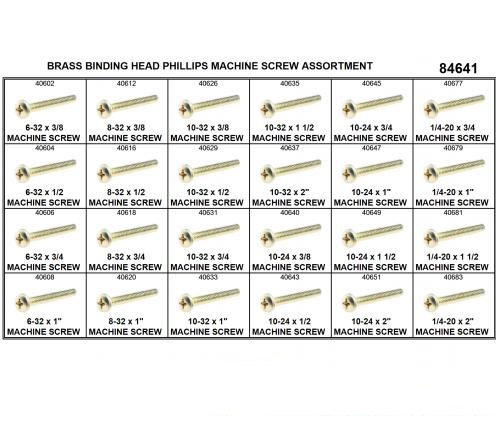 BRASS BINDING HEAD PHILLIPS MACHINE SCREW ASSORTMENT 84641
40602 40612 40626 40635 40645 40677
6-32 x 3/8 8-32 x 3/8 10-32 x 3/8 10-32 x 1 1/2 10-24 x 3/4 1/4-20 x 3/4
MACHINE SCREW MACHINE SCREW MACHINE SCREW MACHINE SCREW MACHINE SCREW MACHINE SCREW
40604 40616 40629 40637 40647 40679
6-32 x 1/2 8-32 x 1/2 10-32 x 1/2 10-32 x 2" 10-24 x 1" 1/4-20 x 1"
MACHINE SCREW MACHINE SCREW MACHINE SCREW MACHINE SCREW MACHINE SCREW MACHINE SCREW
40606 40618 40631 40640 40649 40681
6-32 x 3/4 8-32 x 3/4 10-32 x 3/4 10-24 x 3/8 10-24 x 1 1/2 1/4-20 x 1 1/2
MACHINE SCREW MACHINE SCREW MACHINE SCREW MACHINE SCREW MACHINE SCREW MACHINE SCREW
40608 40620 40633 40643 40651 40683
6-32 x 1" 8-32 x 1" 10-32 x 1" 10-24 x 1/2 10-24 x 2" 1/4-20 x 2"
MACHINE SCREW MACHINE SCREW MACHINE SCREW MACHINE SCREW MACHINE SCREW MACHINE SCREW